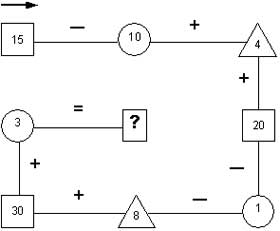 15 − 10 + 4
+
3 = ? 20
+ −
30 + 8 − 1